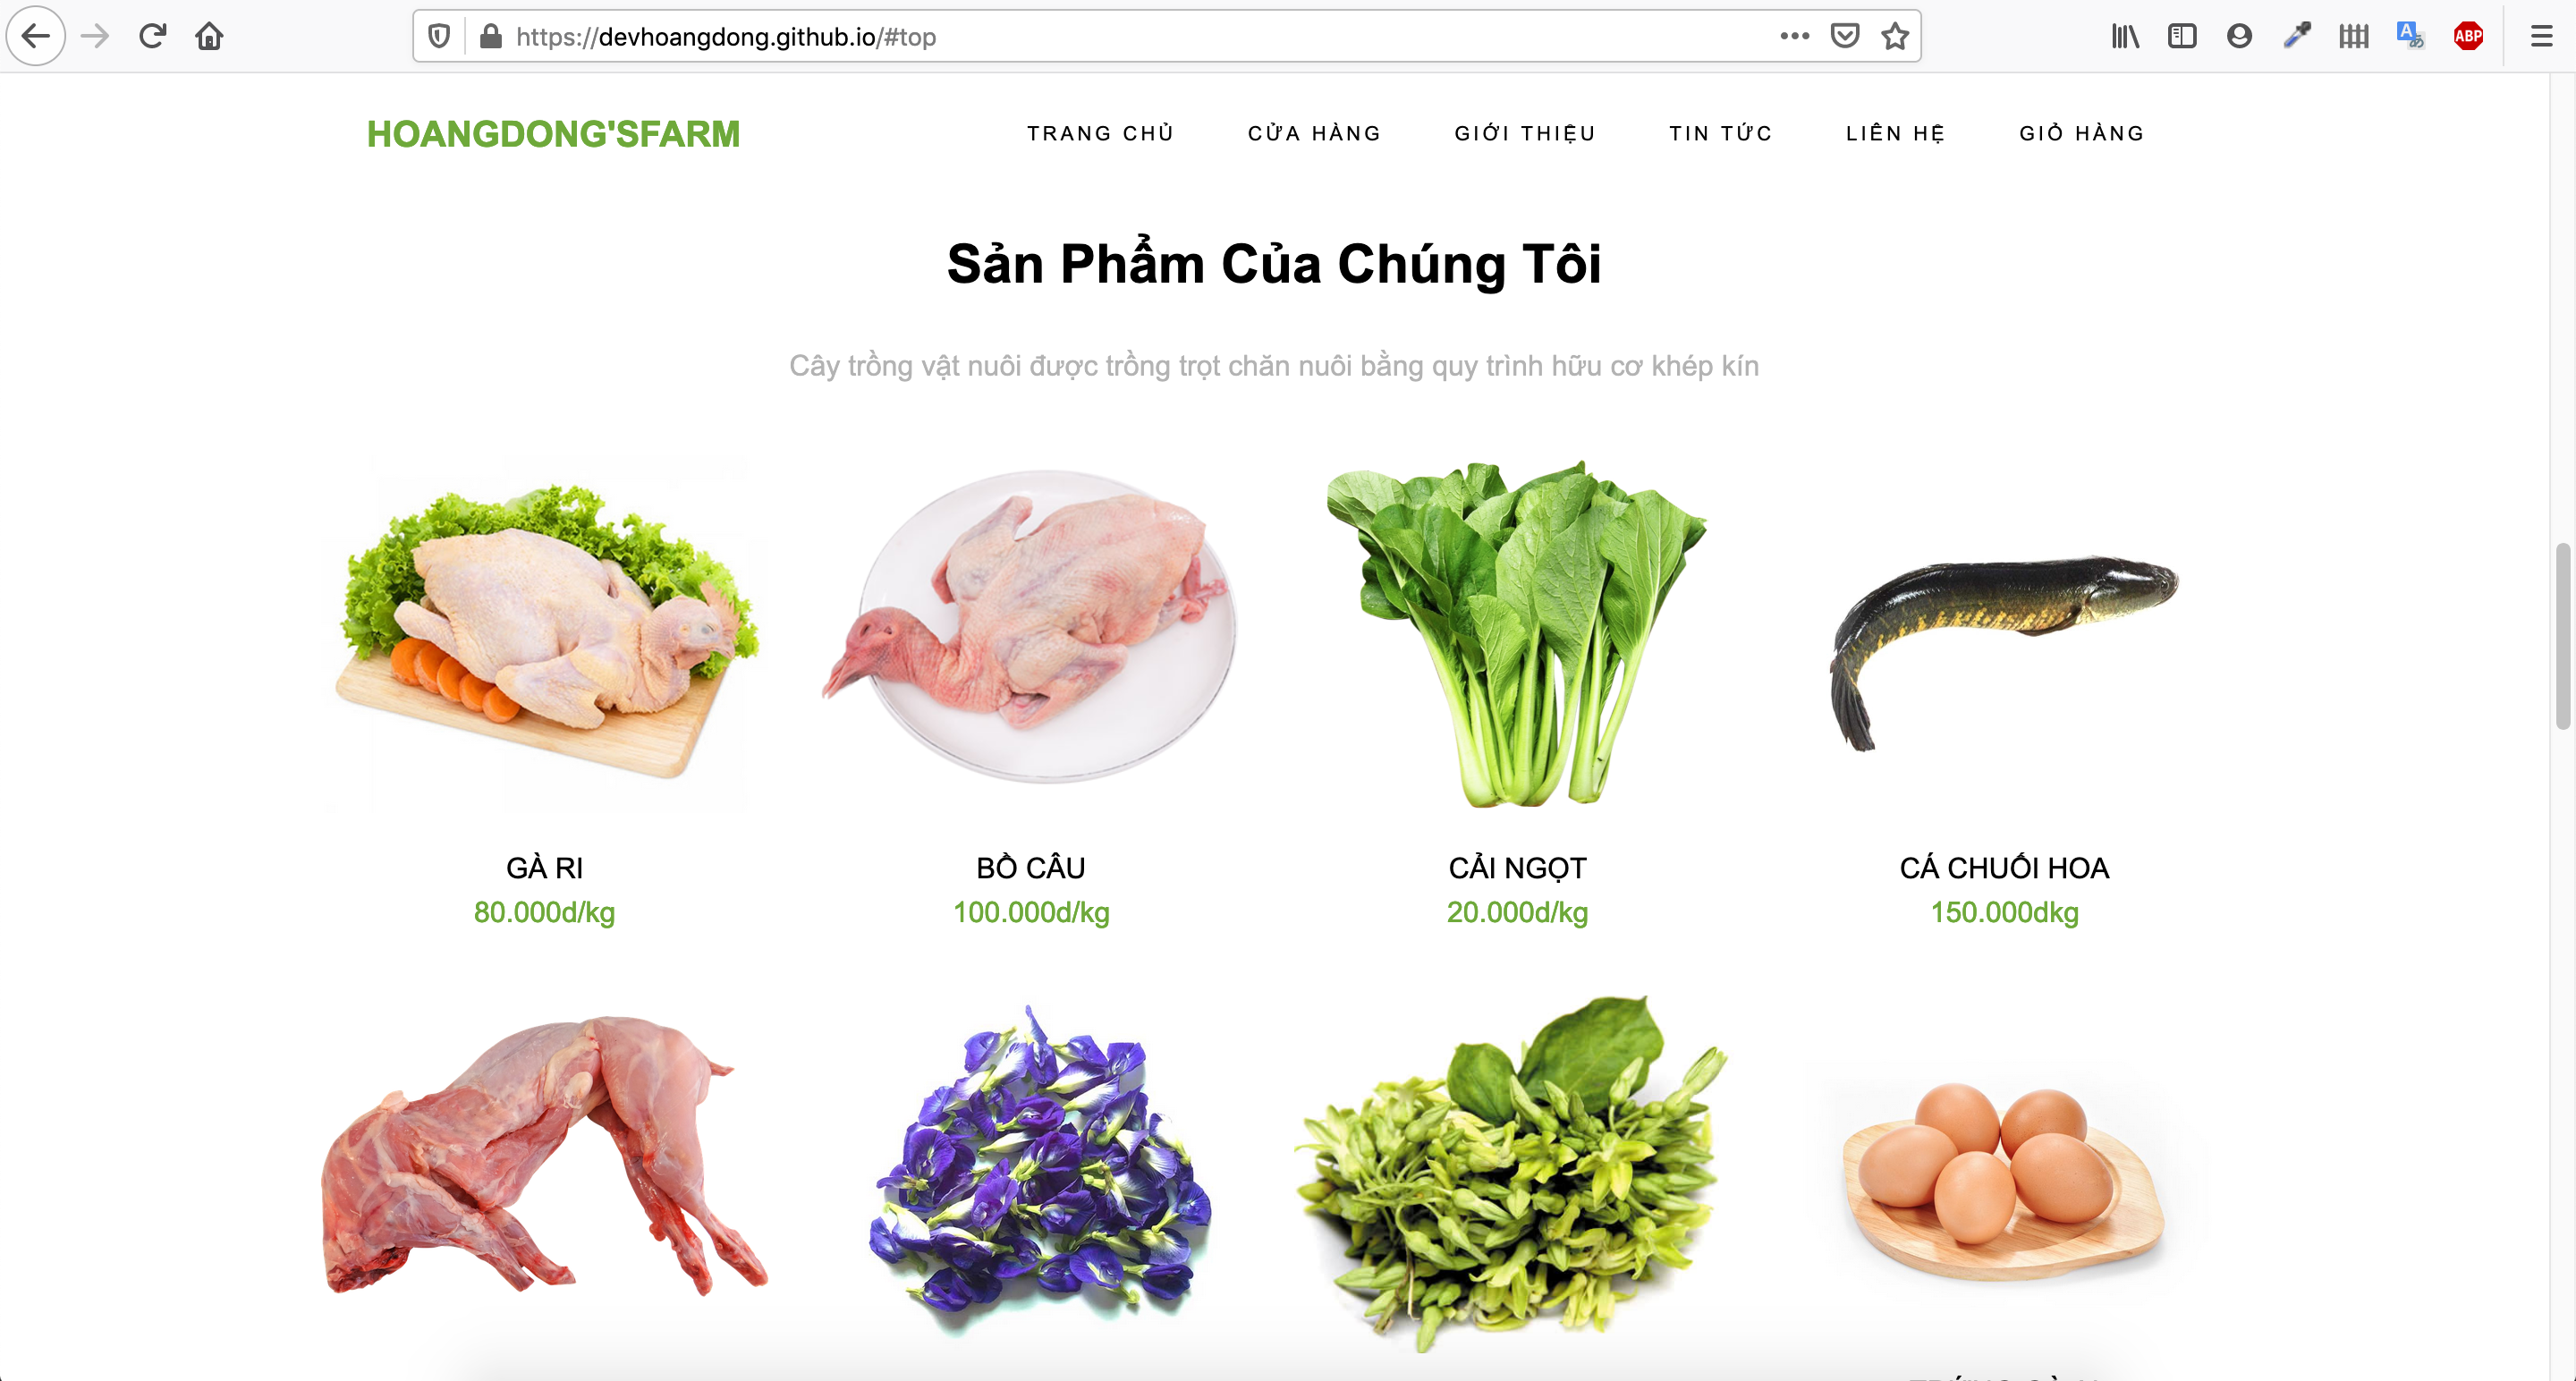 https://devhoangdong.github.io/#top
ABP
HOANGDONG'SFARM
TRANG CHỦ
CỬA HÀNG
GIỚI THIỆU
TIN TỨC
LIÊN HỆ
GIỎ HÀNG
Sản Phẩm Của Chúng Tôi
Cây trồng vật nuôi được trồng trọt chăn nuôi bằng quy trình hữu cơ khép kín
GÀ RI
80.000d/kg
BỒ CÂU
100.000d/kg
CẢI NGỌT
20.000d/kg
CÁ CHUỐI HOA
150.000dkg